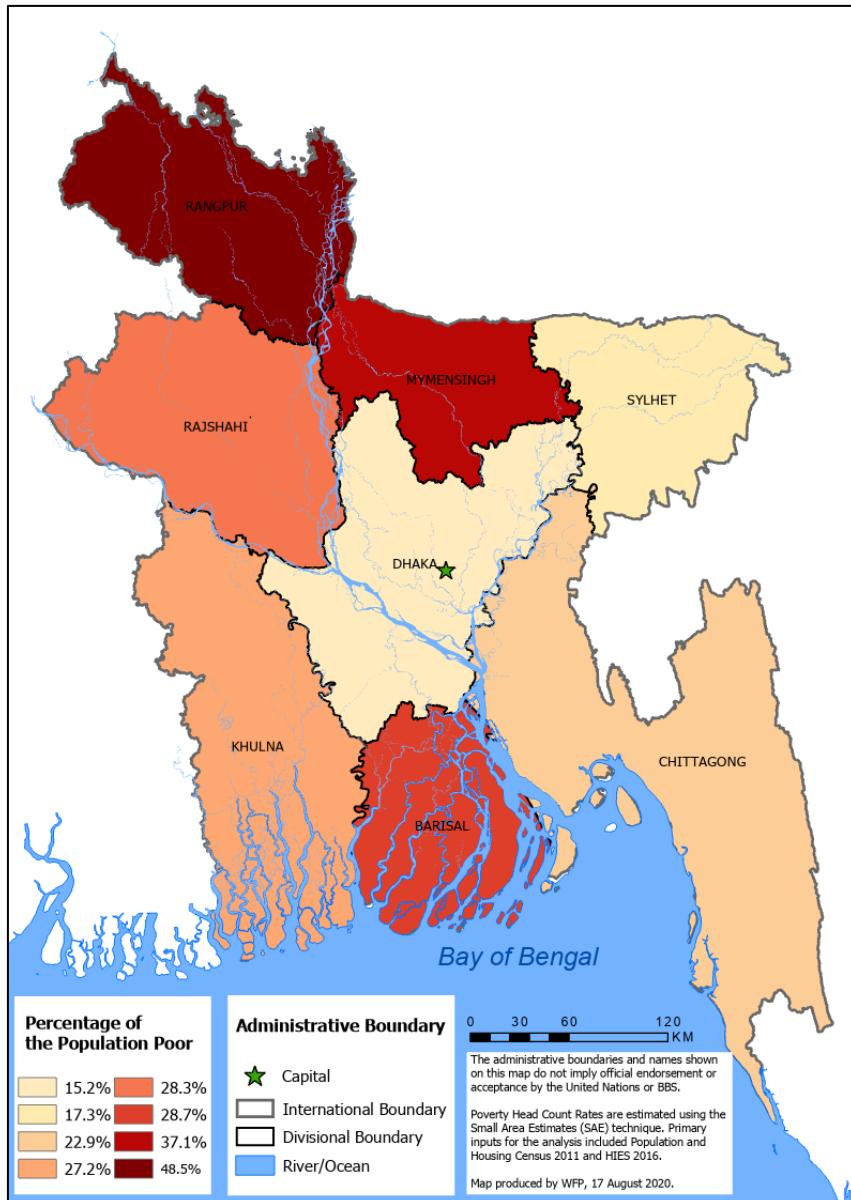 RANGPUR
MYMENSINGH
SYLHET
RAJSHAHI
DHAKA
KHULNA
CHITTAGONG
BARISAL
Bay of Bengal
Percentage of
the Population Poor
15.2%
17.3%
22.9%
27.2%
28.3%
28.7%
37.1%
48.5%
Administrative Boundary
Capital
International Boundary
Divisional Boundary
River/Ocean
0 30 60 120
KM
The administrative boundaries and names shown
on this map do not imply official endorsement or
acceptance by the United Nations or BBS.
Poverty Head Count Rates are estimated using the
Small Area Estimates (SAE) technique. Primary
inputs for the analysis included Population and
Housing Census 2011 and HIES 2016.
Map produced by WFP, 17 August 2020.